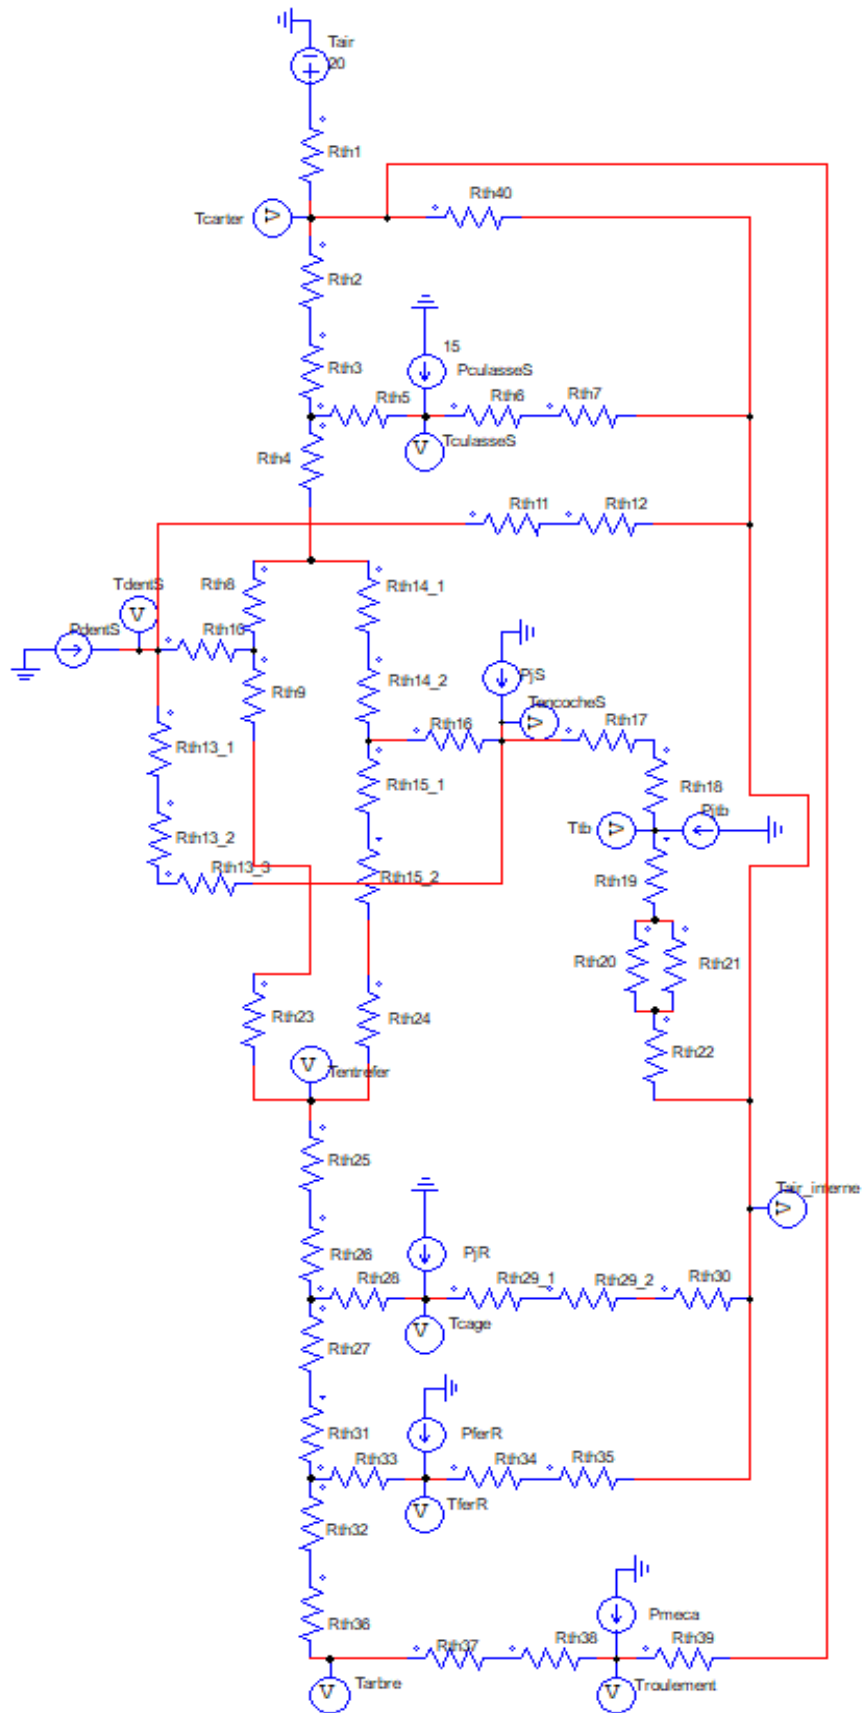 Tair
20
Rth1
Rth40
Tcarter
V
Rth2
15
Rth3
PculasseS
Rth5
Rth6
Rth7
V
TculasseS
Rth4
Rth11
Rth12
TdentS
Rth8
Rth14_1
V
PdentS
Rth10
PjS
Rth9
Rth14_2
TencocheS
V
Rth16
Rth17
Rth13_1
Rth15_1
Rth18
Pjtb
Ttb
V
Rth13_2
Rth13_3
Rth15_2
Rth19
Rth20
Rth21
Rth23
Rth24
Rth22
V
Tentrefer
Rth25
Tair_interne
V
PjR
Rth26
Rth28
Rth29_1
Rth29_2
Rth30
V
Tcage
Rth27
PferR
Rth31
Rth33
Rth34
Rth35
V
TferR
Rth32
Pmeca
Rth36
Rth37
Rth38
Rth39
V
Tarbre
V
Troulement